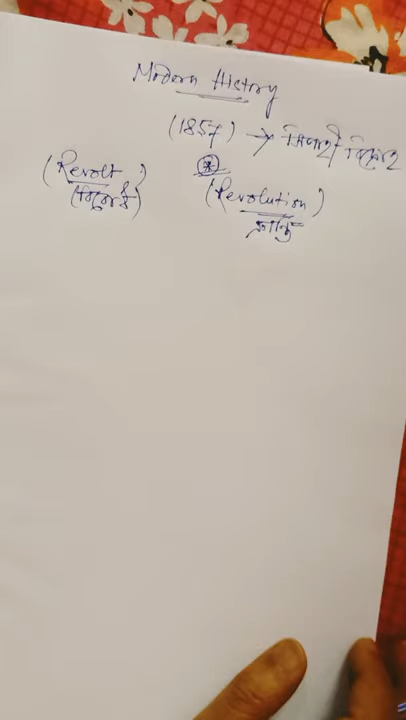 Modern History
(1857) → सिपाही विद्रोह
(Revolt) (Revolution)
(विद्रोह) क्रान्ति